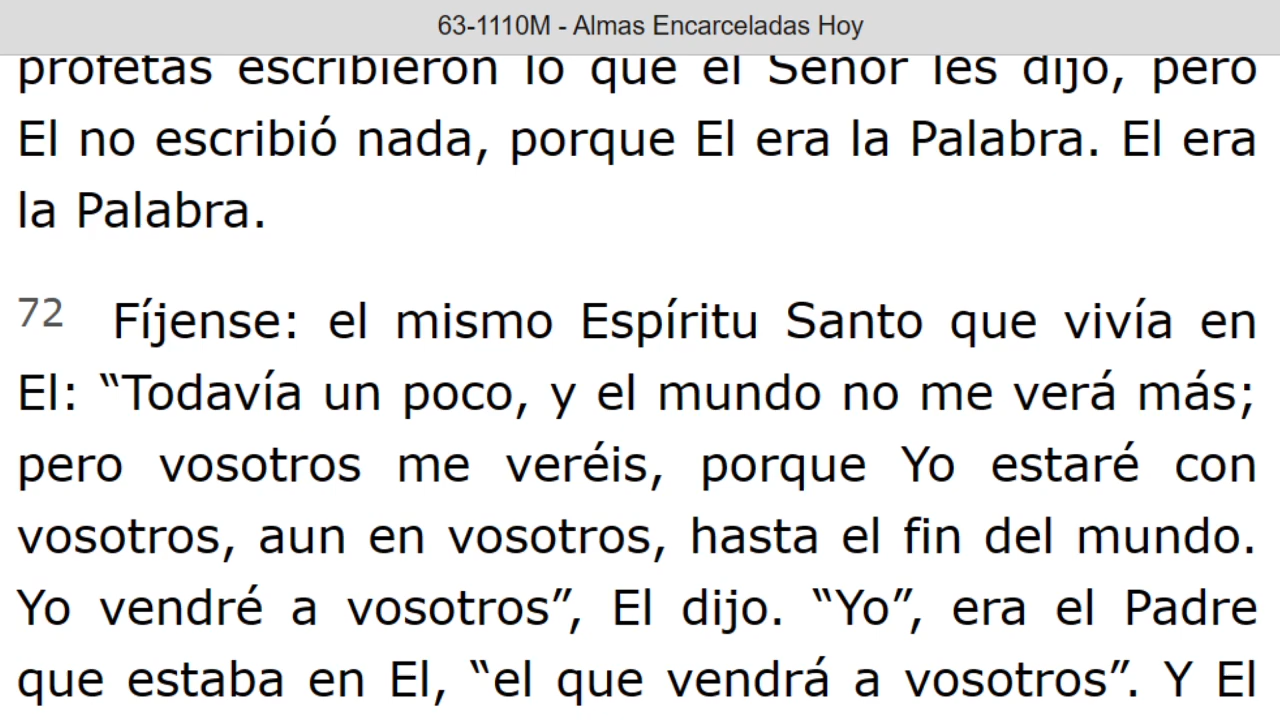 63-1110M - Almas Encarceladas Hoy
profetas escribieron lo que el Señor les dijo, pero
El no escribió nada, porque El era la Palabra. El era
la Palabra.
72 Fíjense: el mismo Espíritu Santo que vivía en
El: “Todavía un poco, y el mundo no me verá más;
pero vosotros me veréis, porque Yo estaré con
vosotros, aun en vosotros, hasta el fin del mundo.
Yo vendré a vosotros”, El dijo. “Yo”, era el Padre
que estaba en El, “el que vendrá a vosotros”. Y El